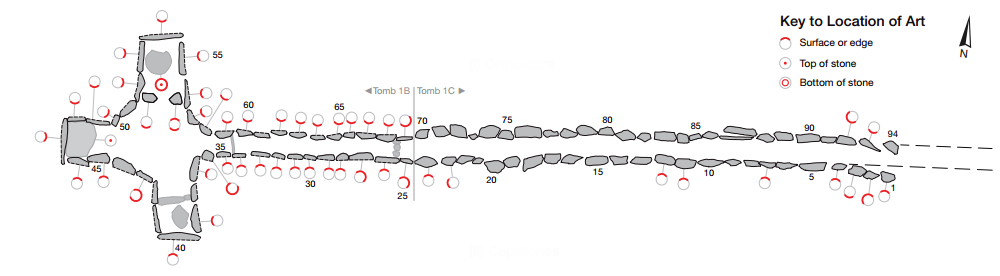 Key to Location of Art
Surface or edge
Top of stone
Bottom of stone
N
55
◀Tomb 1B
Tomb 1C▶
60
65
70
75
80
85
90
94
50
35
45
30
25
20
15
10
5
1
40